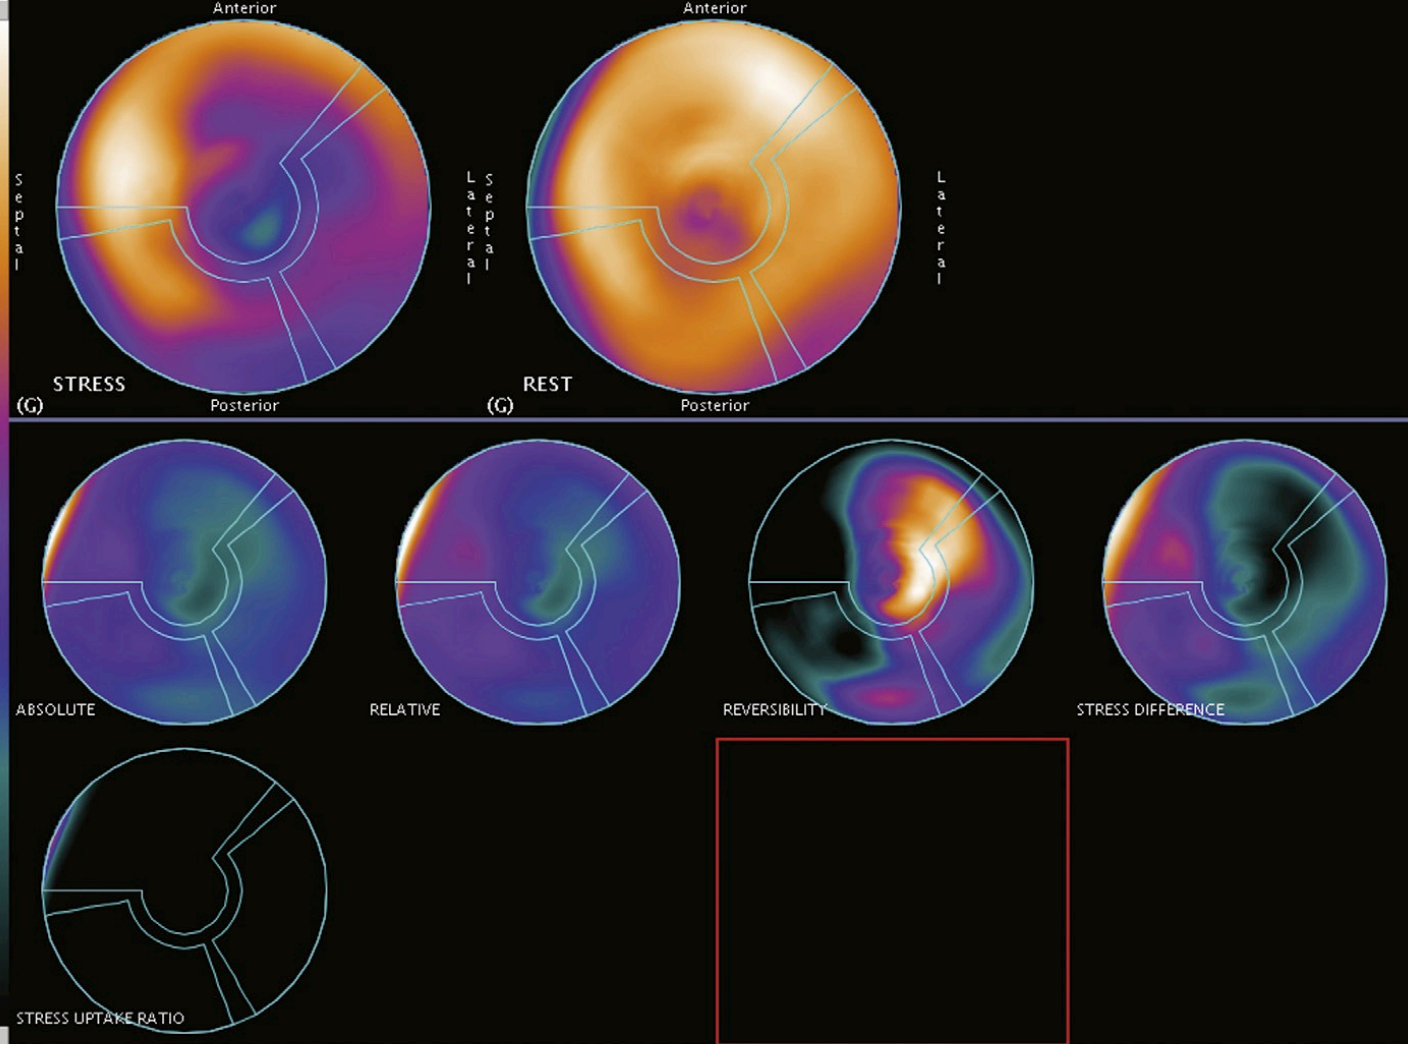 Anterior
Anterior
Septal
Lateral
Septal
Lateral
STRESS
REST
(G)
Posterior
(G)
Posterior
ABSOLUTE
RELATIVE
REVERSIBILITY
STRESS DIFFERENCE
STRESS UPTAKE RATIO